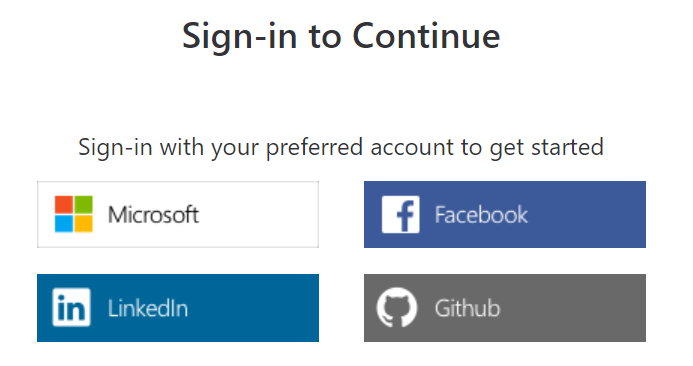 Sign-in to Continue
Sign-in with your preferred account to get started
Microsoft
Facebook
LinkedIn
Github